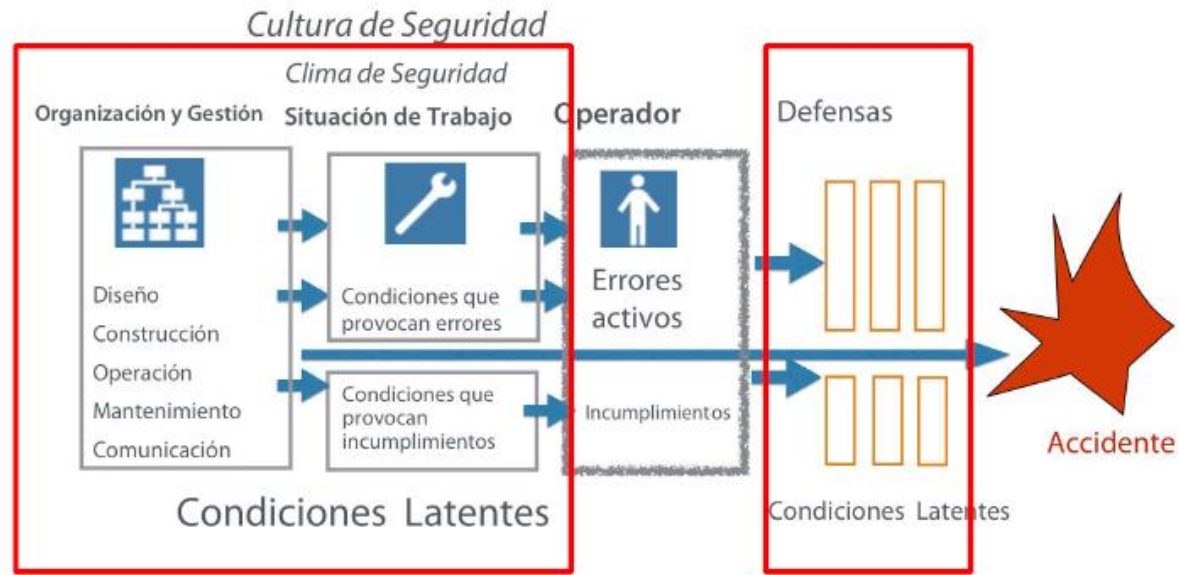 Cultura de Seguridad
Clima de Seguridad
Organización y Gestión
Situación de Trabajo
Operador
Defensas
Diseño
Construcción
Operación
Mantenimiento
Comunicación
Condiciones que
provocan errores
Condiciones que
provocan
incumplimientos
Errores
activos
Incumplimientos
Accidente
Condiciones Latentes
Condiciones Latentes